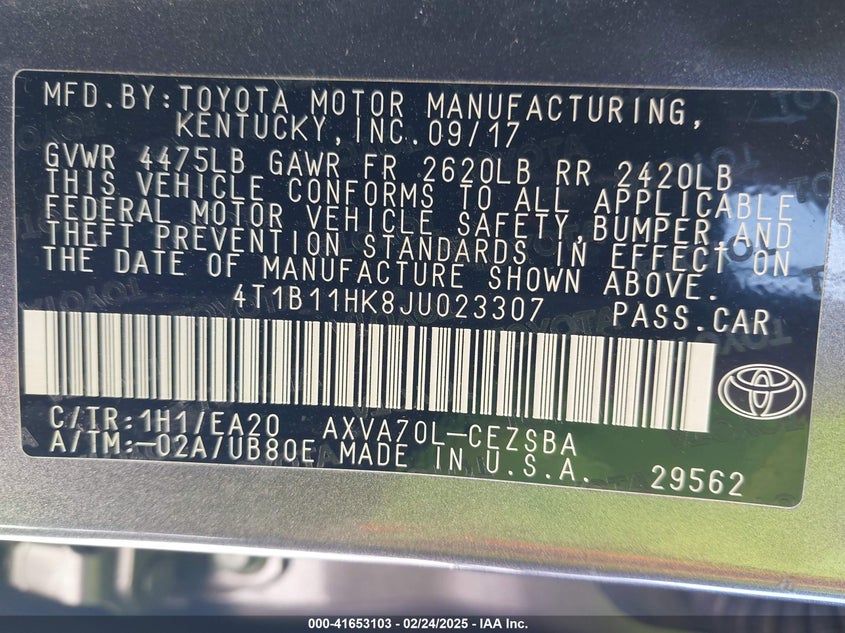 MFD.BY:TOYOTA MOTOR MANUFACTURING,
KENTUCKY,INC.09/17
GVWR 4475LB GAWR FR 2620LB RR 2420LB
THIS VEHICLE CONFORMS TO ALL APPLICABLE
FEDERAL MOTOR VEHICLE SAFETY,BUMPER,AND
THEFT PREVENTION STANDARDS IN EFFECT ON
THE DATE OF MANUFACTURE SHOWN ABOVE.
4T1B11HK8JU023307 PASS.CAR
C/TR:1H1/EA20 AXVA70L-CEZSBA
A/TM:-02A/UB80E MADE IN U.S.A. 29562
000-41653103 - 02/24/2025 - IAA Inc.